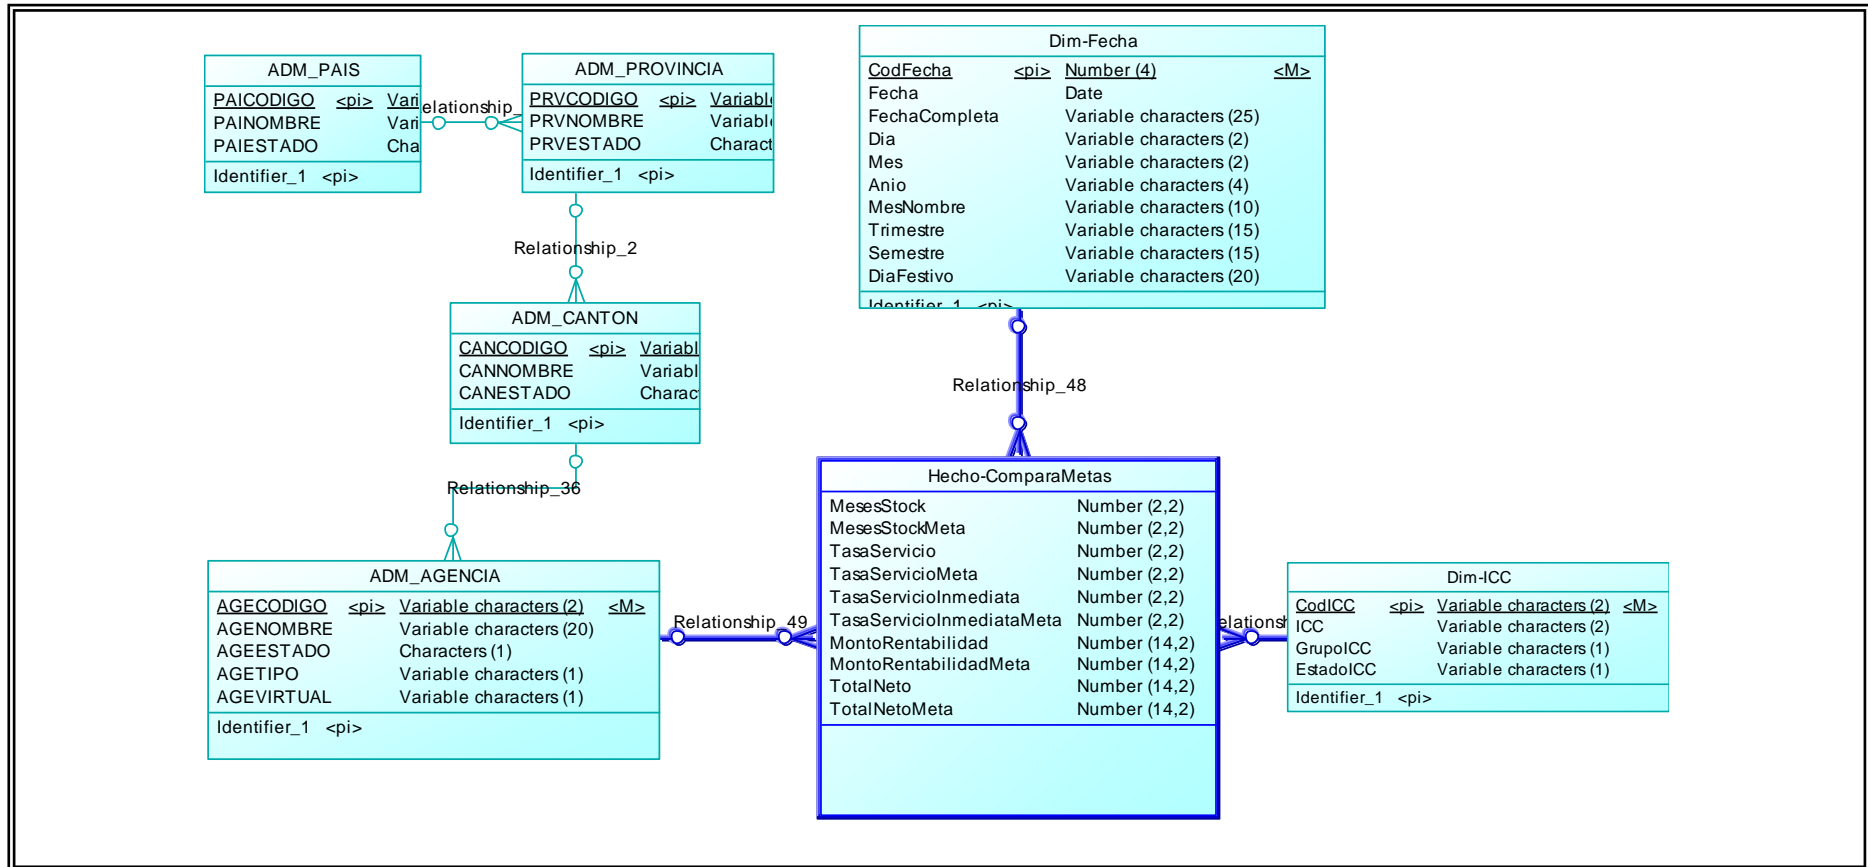 ADM_PAIS
PAICODIGO <pi> Vari
PAINOMBRE Vari
PAIESTADO Cha
Identifier_1 <pi>
elationship_
ADM_PROVINCIA
PRVCODIGO <pi> Variabl
PRVNOMBRE Variabl
PRVESTADO Charact
Identifier_1 <pi>
Relationship_2
ADM_CANTON
CANCODIGO <pi> Variabl
CANNOMBRE Variabl
CANESTADO Charac
Identifier_1 <pi>
Relationship_36
ADM_AGENCIA
AGECODIGO <pi> Variable characters (2) <M>
AGENOMBRE Variable characters (20)
AGEESTADO Characters (1)
AGETIPO Variable characters (1)
AGEVIRTUAL Variable characters (1)
Identifier_1 <pi>
Relationship_49
Dim-Fecha
CodFecha <pi> Number (4) <M>
Fecha Date
FechaCompleta Variable characters (25)
Dia Variable characters (2)
Mes Variable characters (2)
Anio Variable characters (4)
MesNombre Variable characters (10)
Trimestre Variable characters (15)
Semestre Variable characters (15)
DiaFestivo Variable characters (20)
Identifier_1 <pi>
Relationship_48
Hecho-ComparaMetas
MesesStock Number (2,2)
MesesStockMeta Number (2,2)
TasaServicio Number (2,2)
TasaServicioMeta Number (2,2)
TasaServicioInmediata Number (2,2)
TasaServicioInmediataMeta Number (2,2)
MontoRentabilidad Number (14,2)
MontoRentabilidadMeta Number (14,2)
TotalNeto Number (14,2)
TotalNetoMeta Number (14,2)
elations
Dim-ICC
CodICC <pi> Variable characters (2) <M>
ICC Variable characters (2)
GrupoICC Variable characters (1)
EstadoICC Variable characters (1)
Identifier_1 <pi>